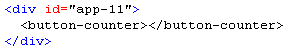 <div id="app-11">
  <button-counter></button-counter>
</div>